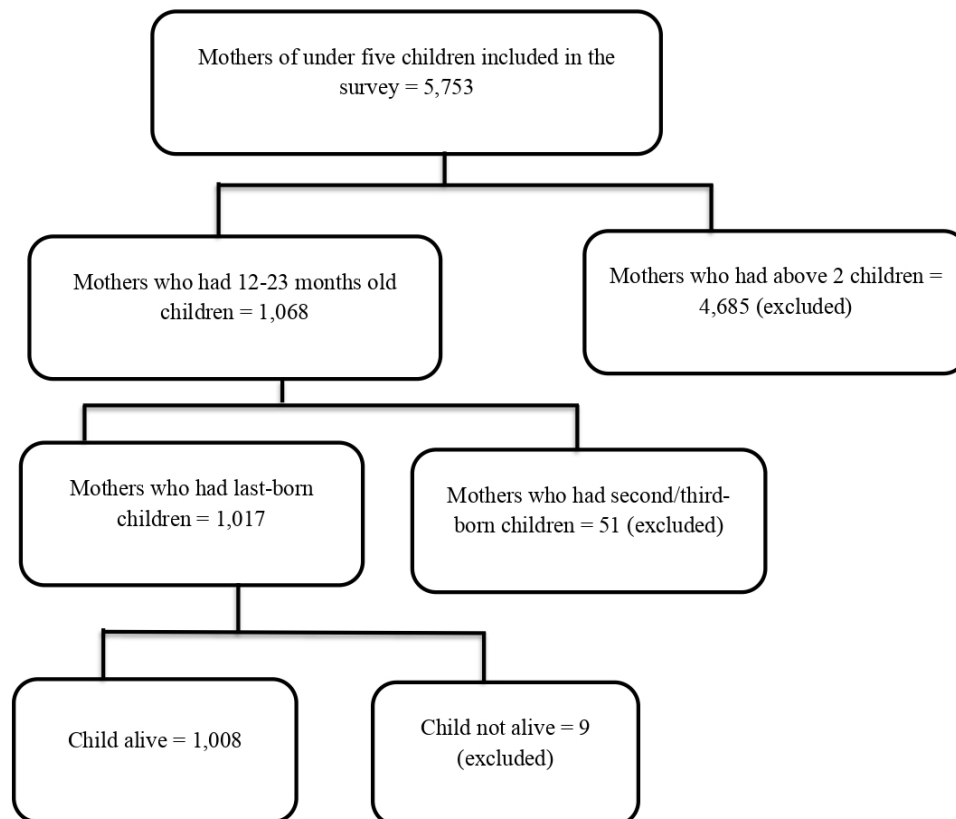 Mothers of under five children included in the
survey = 5,753
Mothers who had 12-23 months old
children = 1,068
Mothers who had above 2 children =
4,685 (excluded)
Mothers who had last-born
children = 1,017
Mothers who had second/third-
born children = 51 (excluded)
Child alive = 1,008
Child not alive = 9
(excluded)